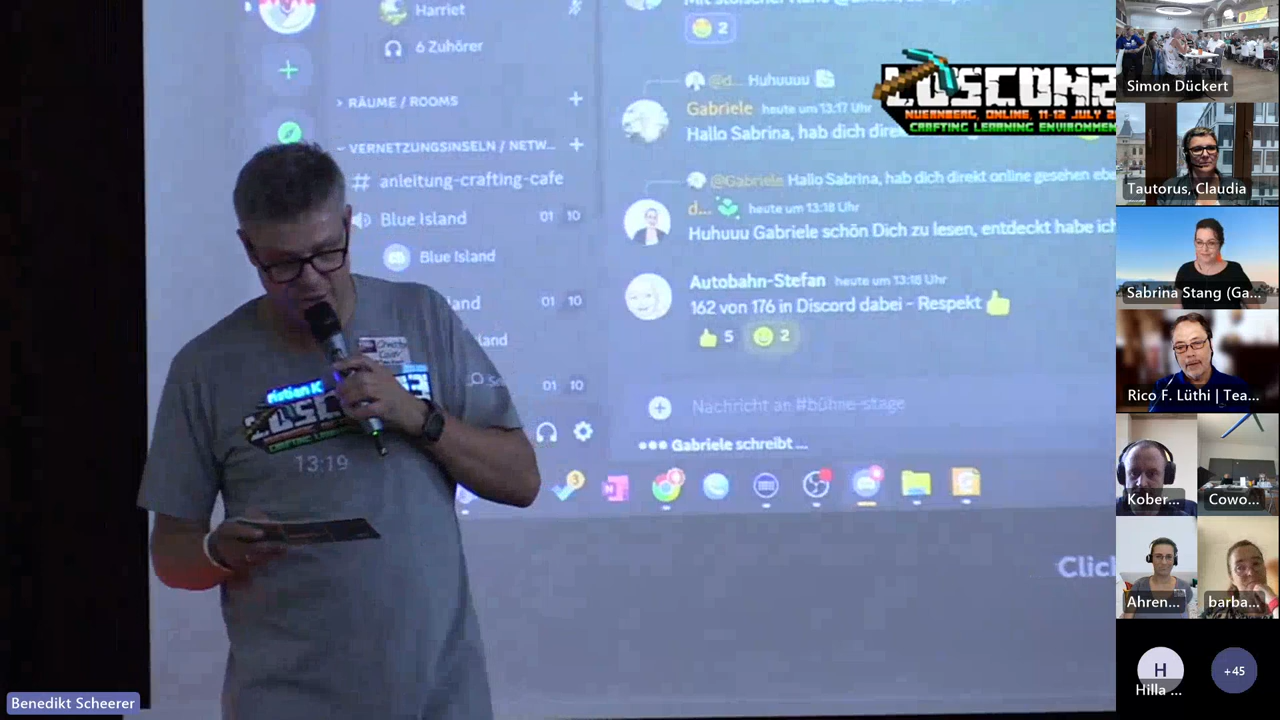 Harriet
6 Zuhörer
> RÄUME / ROOMS
VERNETZUNGSINSELN / NETW...
# anleitung-crafting-cafe
Blue Island
01 10
Blue Island
01 10
01 10
2
@d... Huhuuuu
Gabriele heute um 13:17 Uhr
Hallo Sabrina, hab dich
@Gabriele Hallo Sabrina, hab dich direkt online gesehen
d... heute um 13:18 Uhr
Huhuuu Gabriele schön Dich zu lesen, entdeckt habe ich
Autobahn-Stefan heute um 13:18 Uhr
162 von 176 in Discord dabei - Respekt
5 2
Nachricht an #bühne-stage
Gabriele schreibt ...
3
NUERNBERG, ONLINE, 11-12 JULY
CRAFTING LEARNING ENVIRONMENT
13:19
Clic
Benedikt Scheerer
Simon Dückert
Tautorus, Claudia
Sabrina Stang (Ga...
Rico F. Lüthi | Tea...
Kober...
Cowo...
Ahren...
barba...
H
Hilla ...
+45